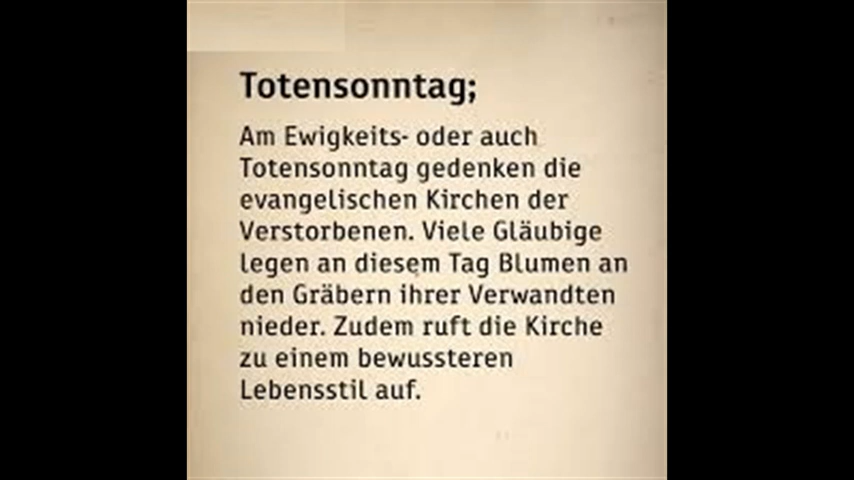 Totensonntag;
Am Ewigkeits- oder auch
Totensonntag gedenken die
evangelischen Kirchen der
Verstorbenen. Viele Gläubige
legen an diesem Tag Blumen an
den Gräbern ihrer Verwandten
nieder. Zudem ruft die Kirche
zu einem bewussteren
Lebensstil auf.